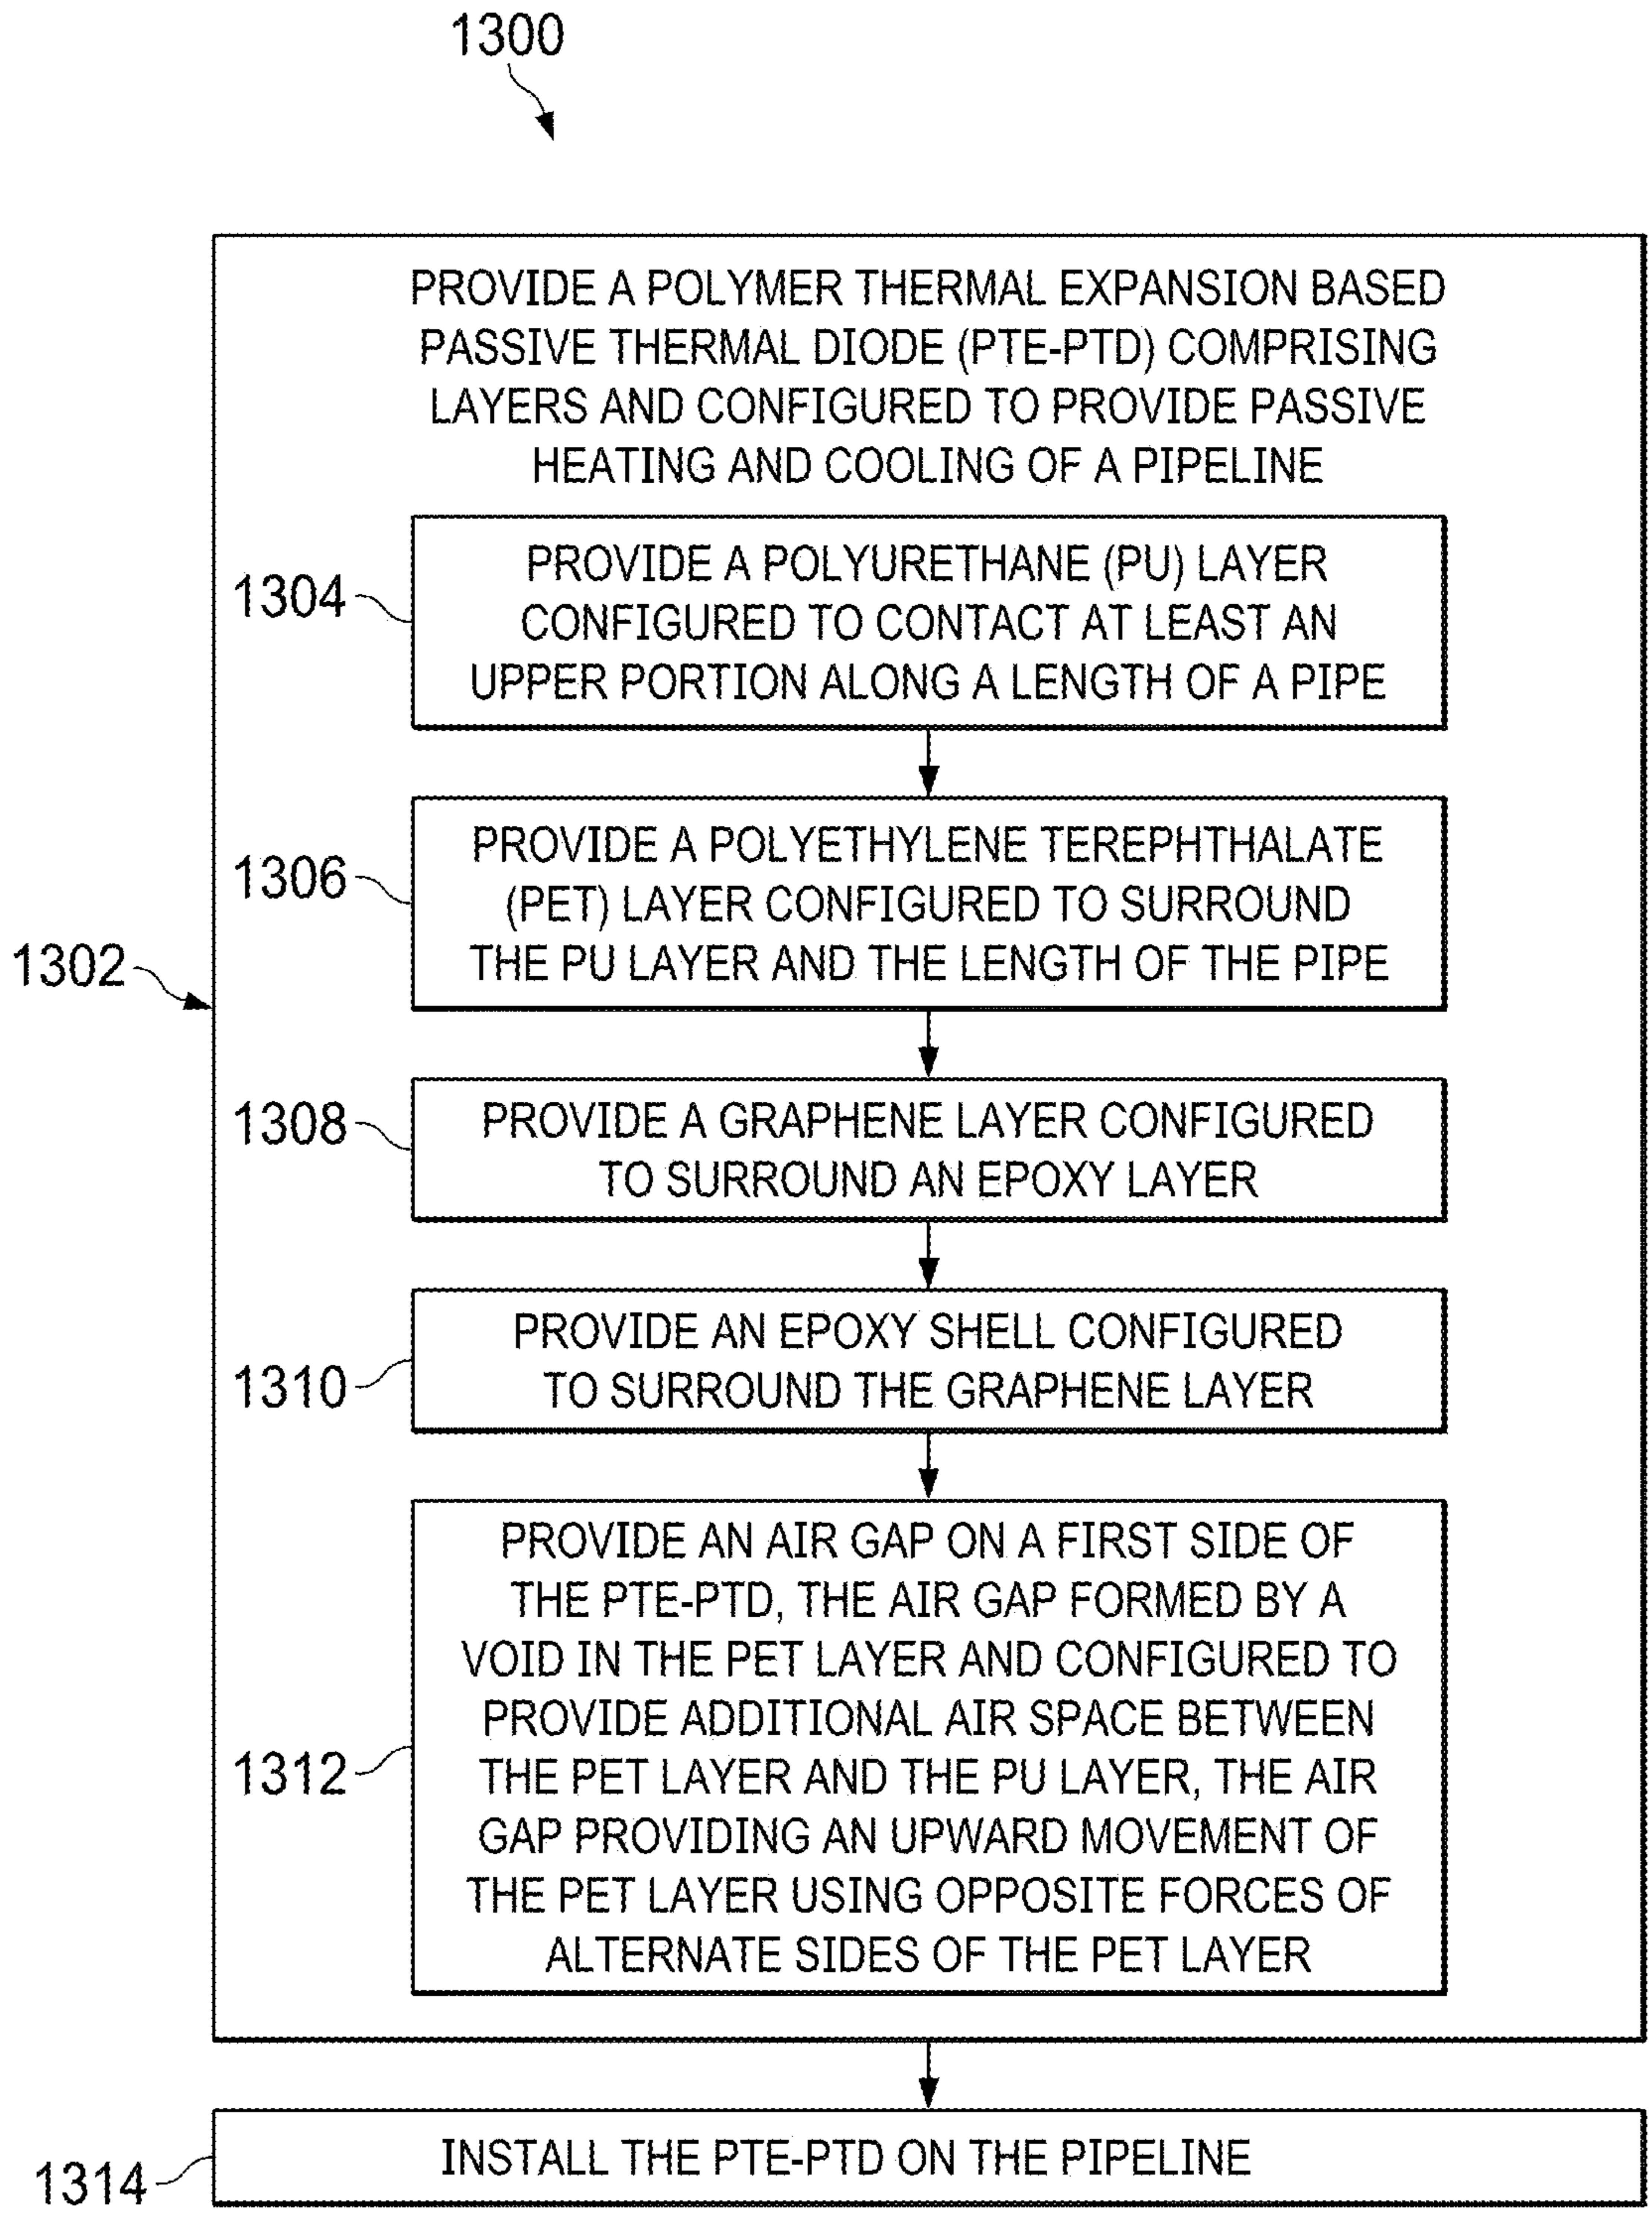 1300
PROVIDE A POLYMER THERMAL EXPANSION BASED
PASSIVE THERMAL DIODE (PTE-PTD) COMPRISING
LAYERS AND CONFIGURED TO PROVIDE PASSIVE
HEATING AND COOLING OF A PIPELINE
1304
PROVIDE A POLYURETHANE (PU) LAYER
CONFIGURED TO CONTACT AT LEAST AN
UPPER PORTION ALONG A LENGTH OF A PIPE
1306
PROVIDE A POLYETHYLENE TEREPHTHALATE
(PET) LAYER CONFIGURED TO SURROUND
THE PU LAYER AND THE LENGTH OF THE PIPE
1302
1308
PROVIDE A GRAPHENE LAYER CONFIGURED
TO SURROUND AN EPOXY LAYER
1310
PROVIDE AN EPOXY SHELL CONFIGURED
TO SURROUND THE GRAPHENE LAYER
1312
PROVIDE AN AIR GAP ON A FIRST SIDE OF
THE PTE-PTD, THE AIR GAP FORMED BY A
VOID IN THE PET LAYER AND CONFIGURED TO
PROVIDE ADDITIONAL AIR SPACE BETWEEN
THE PET LAYER AND THE PU LAYER, THE AIR
GAP PROVIDING AN UPWARD MOVEMENT OF
THE PET LAYER USING OPPOSITE FORCES OF
ALTERNATE SIDES OF THE PET LAYER
1314
INSTALL THE PTE-PTD ON THE PIPELINE